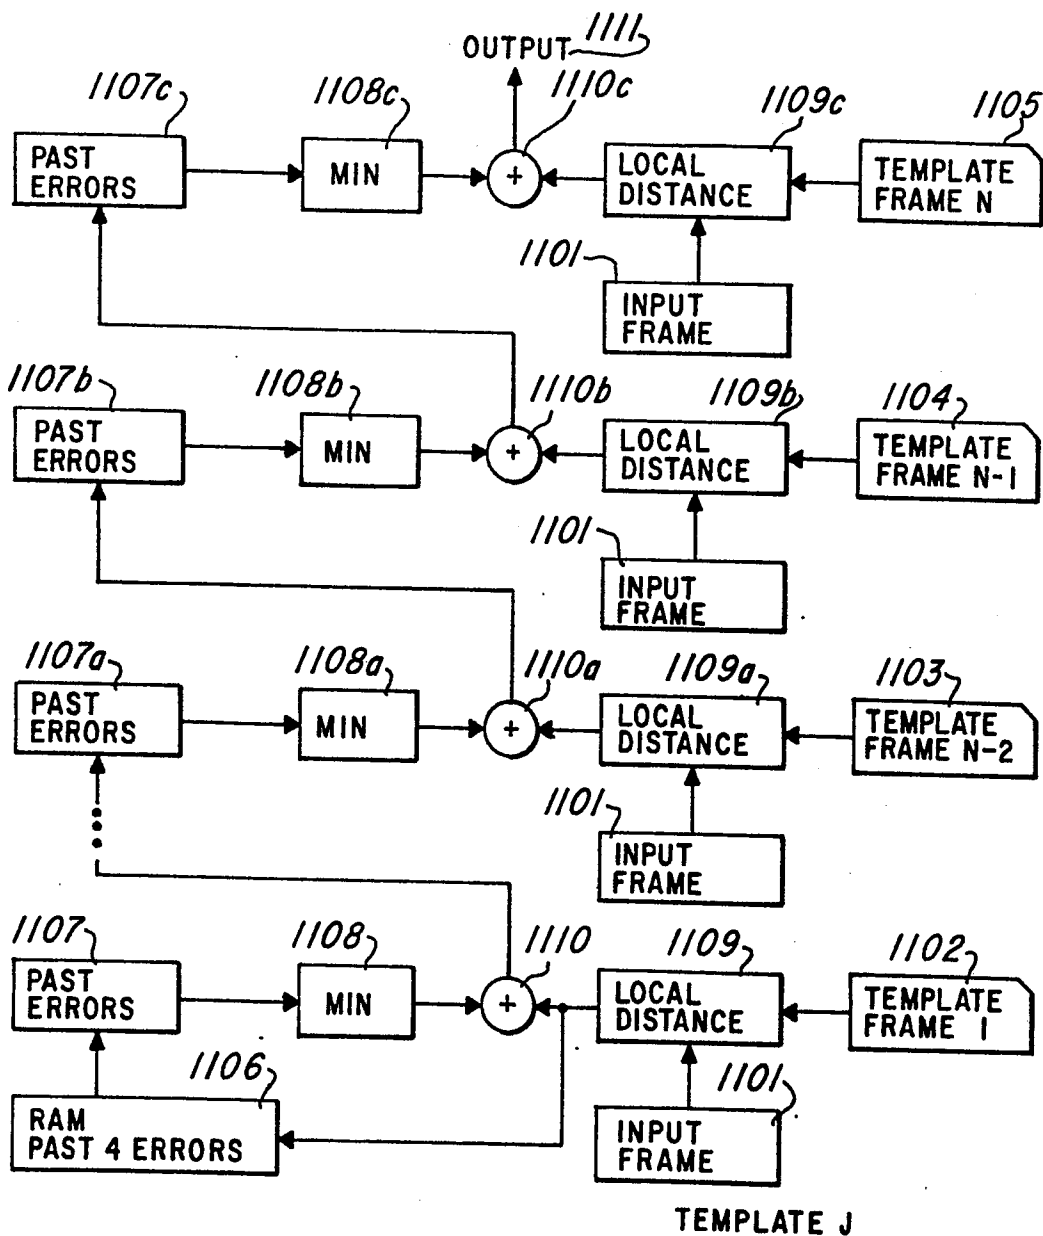 OUTPUT 1111
1107c 1108c 1110c 1109c 1105
PAST
ERRORS
MIN
+
LOCAL
DISTANCE
TEMPLATE
FRAME N
1101
INPUT
FRAME
1107b 1108b 1110b 1109b 1104
PAST
ERRORS
MIN
+
LOCAL
DISTANCE
TEMPLATE
FRAME N-1
1101
INPUT
FRAME
1107a 1108a 1110a 1109a 1103
PAST
ERRORS
MIN
+
LOCAL
DISTANCE
TEMPLATE
FRAME N-2
1101
INPUT
FRAME
1107 1108 1110 1109 1102
PAST
ERRORS
MIN
+
LOCAL
DISTANCE
TEMPLATE
FRAME 1
1106
RAM
PAST 4 ERRORS
1101
INPUT
FRAME
TEMPLATE J